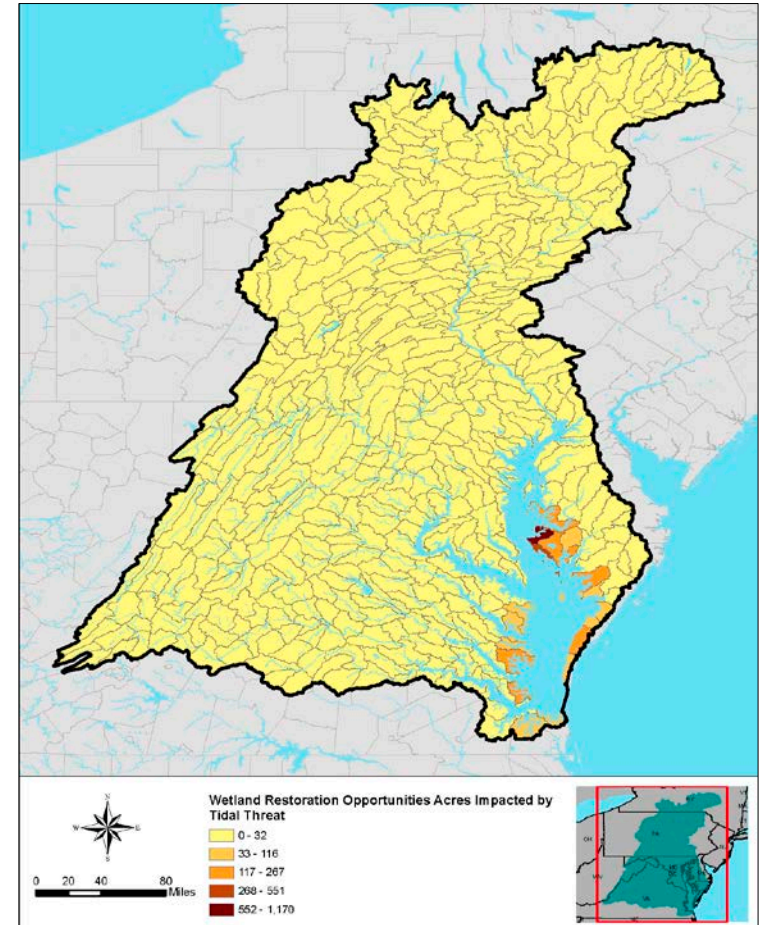 Wetland Restoration Opportunities Acres Impacted by
Tidal Threat
0 - 32
33 - 116
117 - 267
268 - 551
552 - 1,170
N
W
E
S
0 20 40 80
Miles